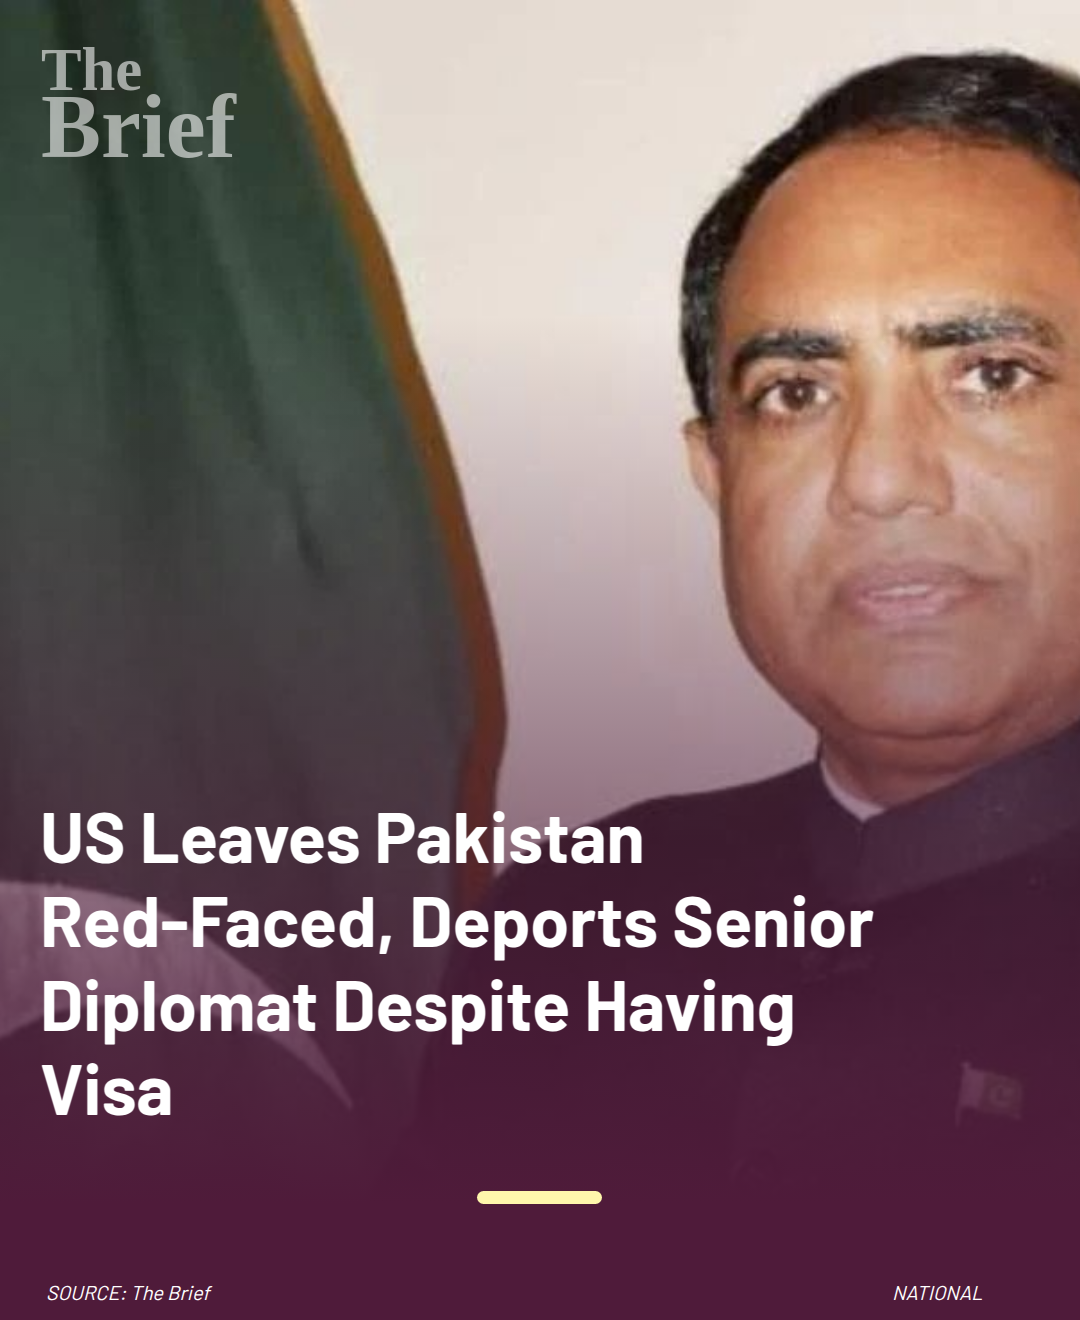 The
Brief
US Leaves Pakistan
Red-Faced, Deports Senior
Diplomat Despite Having
Visa
SOURCE: The Brief
NATIONAL